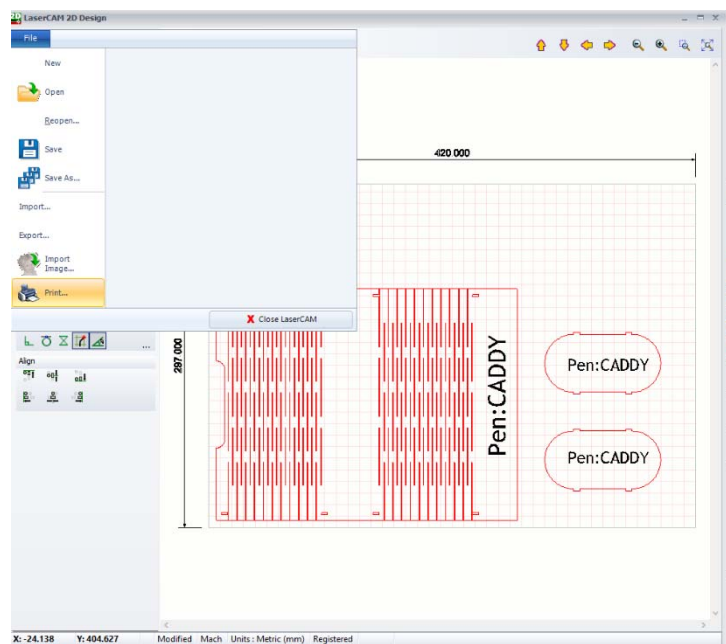 LaserCAM 2D Design
File
New
Open
Reopen...
Save
Save As...
Import...
Export...
Import
Image...
Print...
Close LaserCAM
Align
420 000
297 000
Pen:CADDY
Pen:CADDY
Pen:CADDY
X: -24.138 Y: 404.627 Modified Mach Units : Metric (mm) Registered